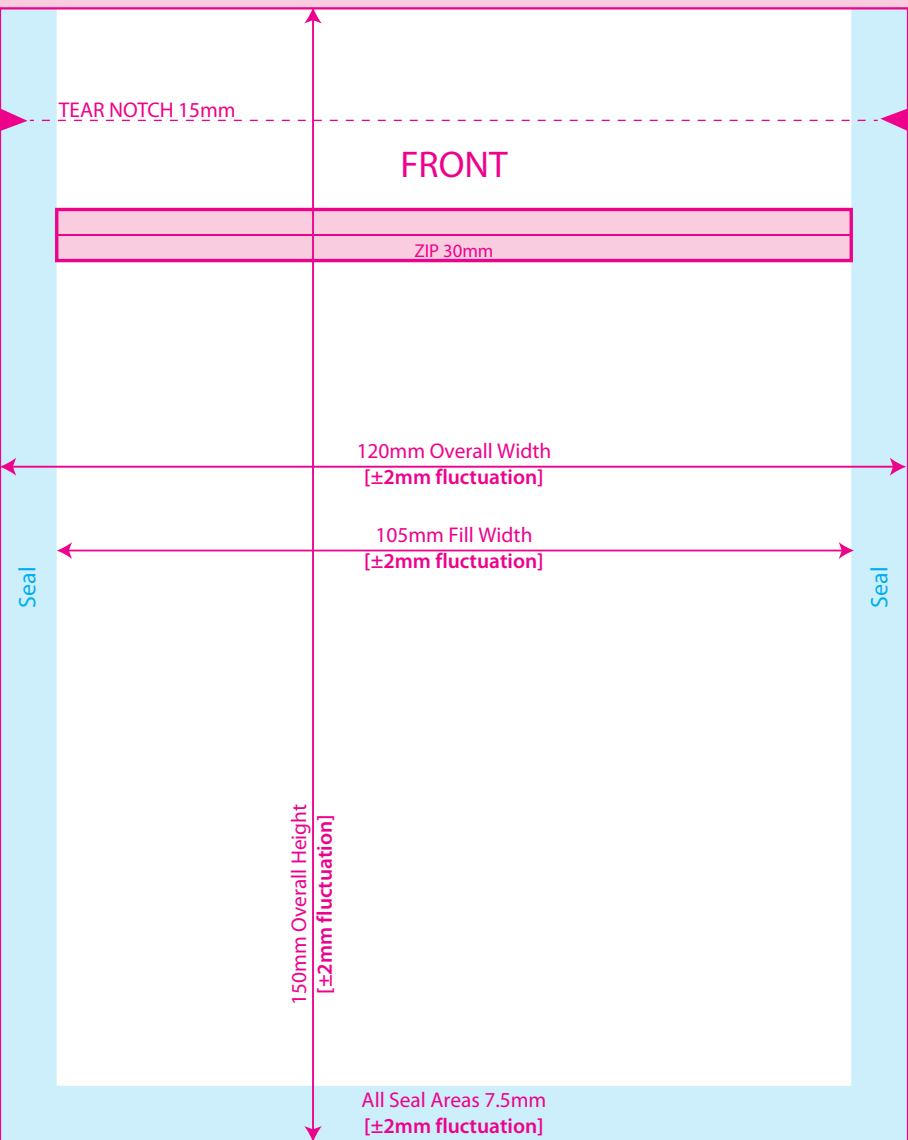 TEAR NOTCH 15mm
FRONT
ZIP 30mm
120mm Overall Width
[±2mm fluctuation]
105mm Fill Width
[±2mm fluctuation]
Seal
Seal
150mm Overall Height
[±2mm fluctuation]
All Seal Areas 7.5mm
[±2mm fluctuation]